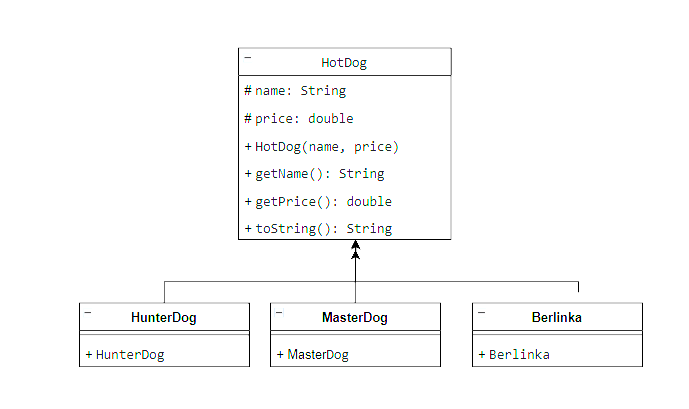 HotDog
# name: String
# price: double
+ HotDog(name, price)
+ getName(): String
+ getPrice(): double
+ toString(): String
HunterDog
+ HunterDog
MasterDog
+ MasterDog
Berlinka
+ Berlinka